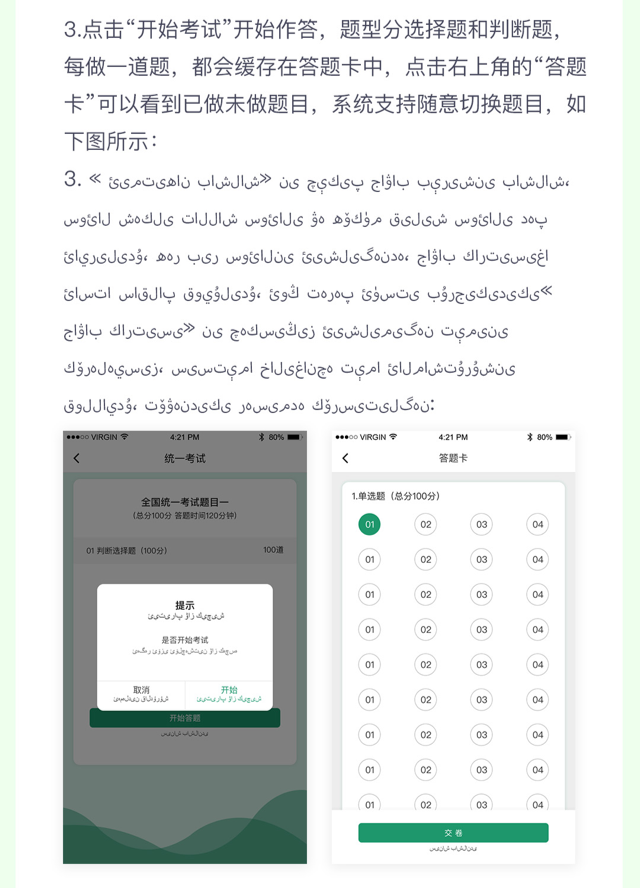 3.点击“开始考试”开始作答，题型分选择题和判断题，
每做一道题，都会缓存在答题卡中，点击右上角的“答题
卡”可以看到已做未做题目，系统支持随意切换题目，如
下图所示：
3. « ئىمتىھان باشلاش» نى چېكىپ جاۋاب بېرىشنى باشلاش،
سوئال شەكلى تاللاش سوئالى ۋە ھۆكۈم قىلىش سوئالى دەپ
ئايرىلىدۇ، ھەر بىر سوئالنى ئىشلىگەندە، جاۋاب كارتىسىغا
ئاستا ساقلاپ قويۇلىدۇ، ئوڭ تەرەپ ئۈستى بۇرجىكىدىكى«
جاۋاب كارتىسى» نى چەكسىڭىز ئىشلىمىگەن تېمىنى
كۆرەلەيسىز، سىستېما خالىغانچە تېما ئالماشتۇرۇشنى
قوللايدۇ، تۆۋەندىكى رەسىمدە كۆرسىتىلگەن:
VIRGIN 4:21 PM 80%
统一考试
全国统一考试题目一
(总分100分 答题时间120分钟)
01 判断选择题（100分） 100道
提示
是否开始考试
取消 开始
开始答题
VIRGIN 4:21 PM 80%
答题卡
1.单选题（总分100分）
01 02 03 04
01 02 03 04
01 02 03 04
01 02 03 04
01 02 03 04
01 02 03 04
01 02 03 04
01 02 03 04
01 02 03 04
交 卷